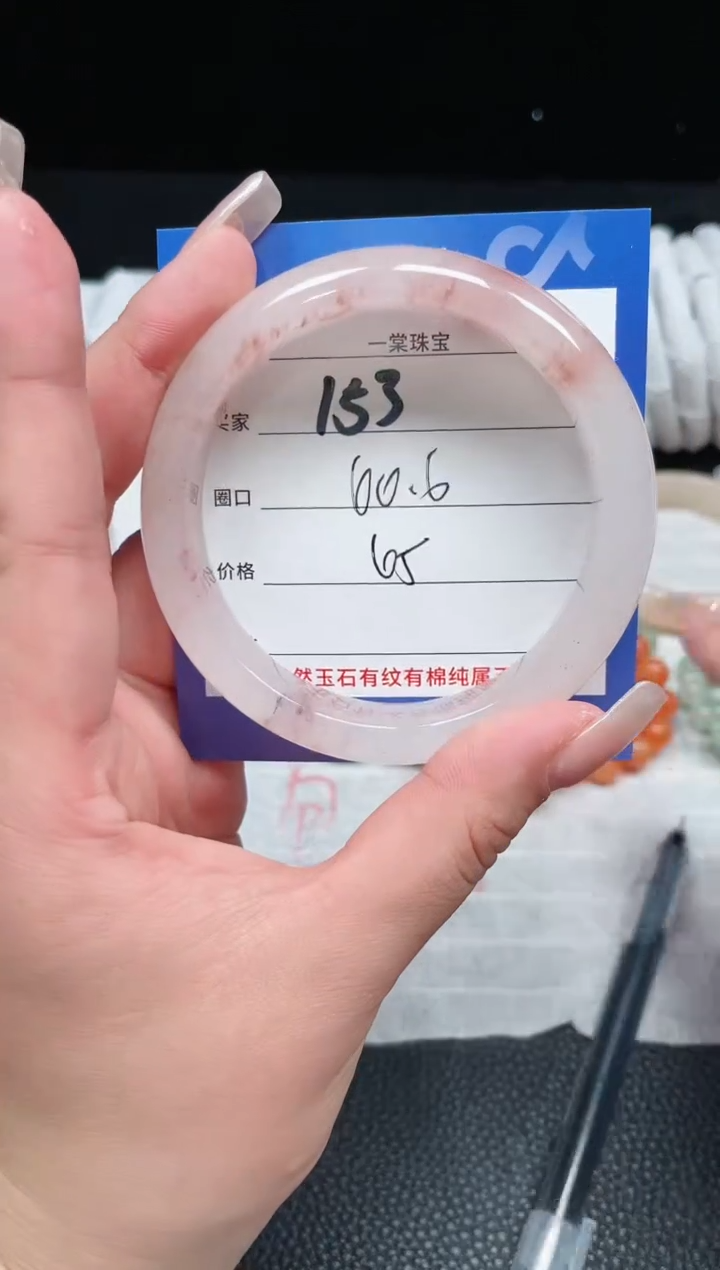 一棠珠宝
家 153
圈口 60.6
价格 65
然玉石有纹有棉纯属